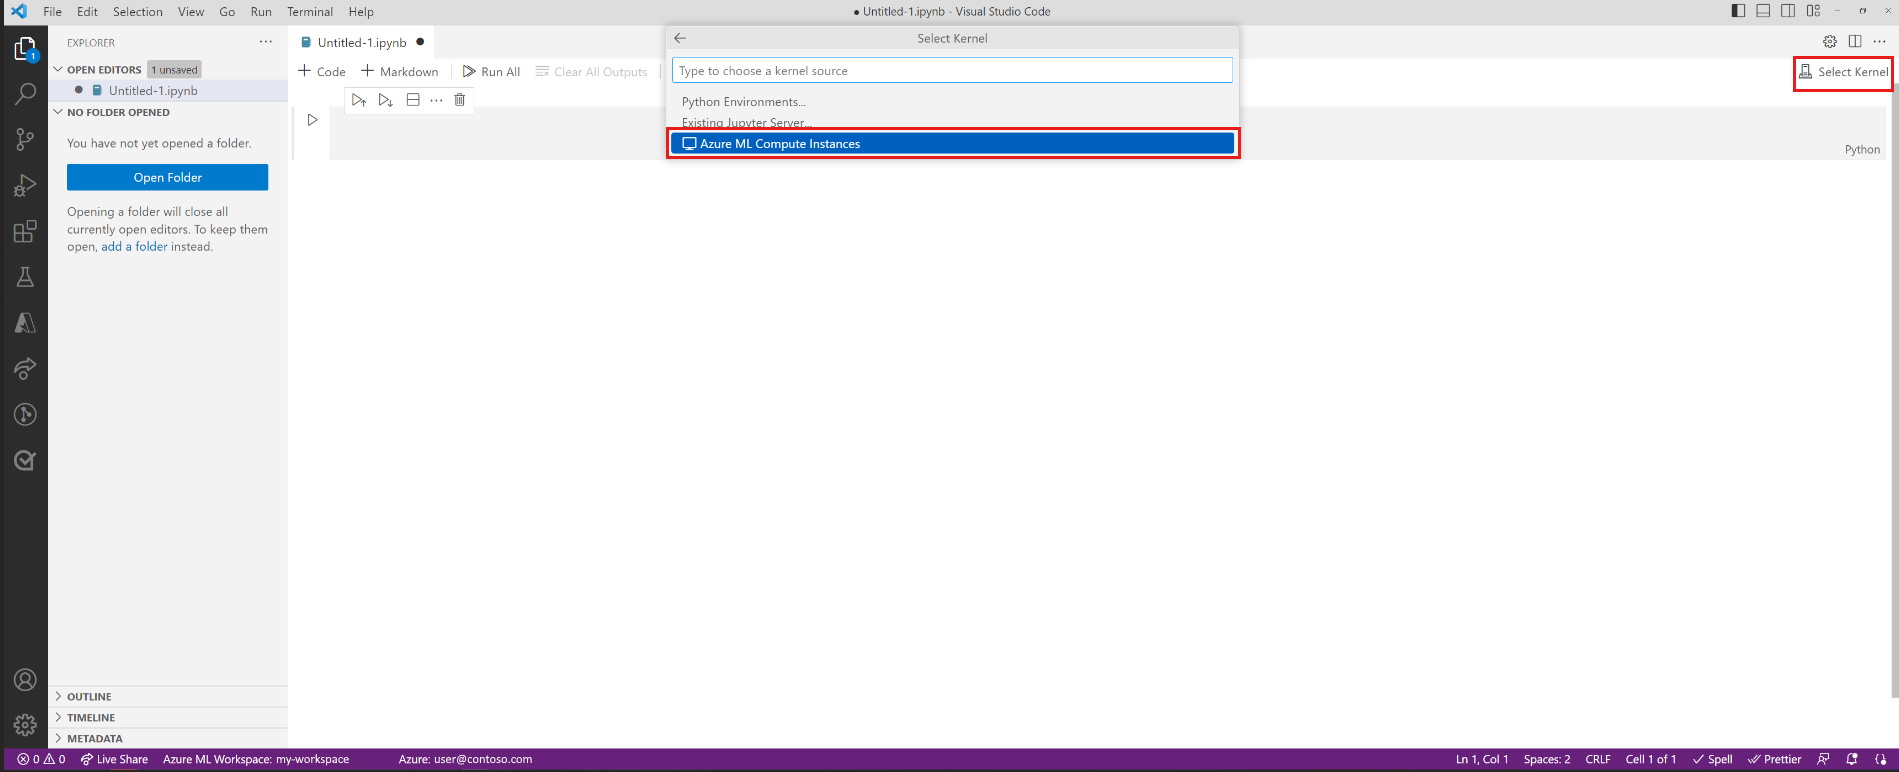 File Edit Selection View Go Run Terminal Help
● Untitled-1.ipynb - Visual Studio Code
EXPLORER
OPEN EDITORS 1 unsaved
Untitled-1.ipynb
NO FOLDER OPENED
You have not yet opened a folder.
Open Folder
Opening a folder will close all
currently open editors. To keep them
open, add a folder instead.
OUTLINE
TIMELINE
METADATA
1
Untitled-1.ipynb ●
Code Markdown Run All Clear All Outputs
Select Kernel
Type to choose a kernel source
Python Environments...
Existing Jupyter Server...
Azure ML Compute Instances
Select Kernel
Python
0 0 Live Share Azure ML Workspace: my-workspace Azure: user@contoso.com
Ln 1, Col 1 Spaces: 2 CRLF Cell 1 of 1 Spell Prettier